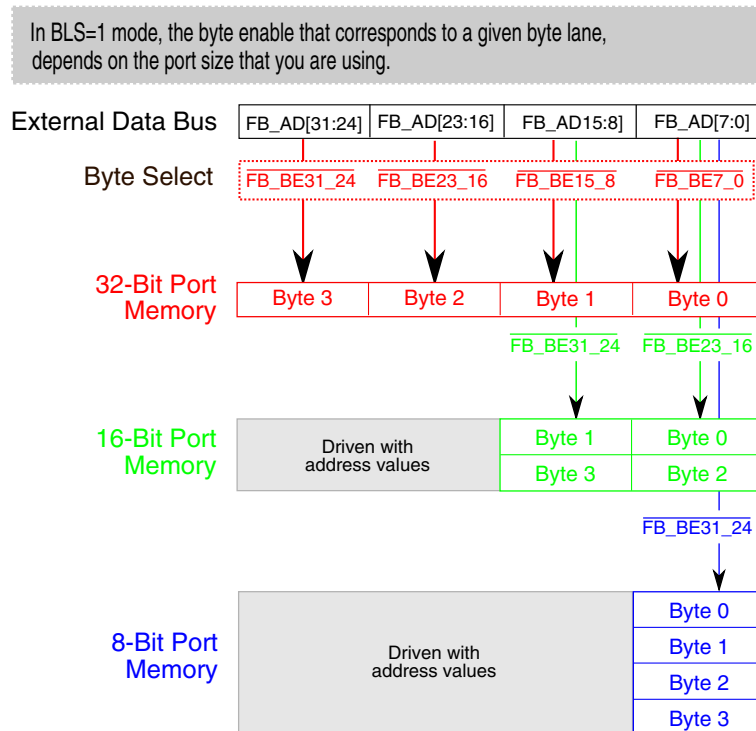 In BLS=1 mode, the byte enable that corresponds to a given byte lane,
depends on the port size that you are using.
External Data Bus FB_AD[31:24] FB_AD[23:16] FB_AD15:8] FB_AD[7:0]
Byte Select FB_BE31_24 FB_BE23_16 FB_BE15_8 FB_BE7_0
32-Bit Port
Memory
Byte 3 Byte 2 Byte 1 Byte 0
FB_BE31_24 FB_BE23_16
16-Bit Port
Memory
Driven with
address values
Byte 1 Byte 0
Byte 3 Byte 2
FB_BE31_24
8-Bit Port
Memory
Driven with
address values
Byte 0
Byte 1
Byte 2
Byte 3